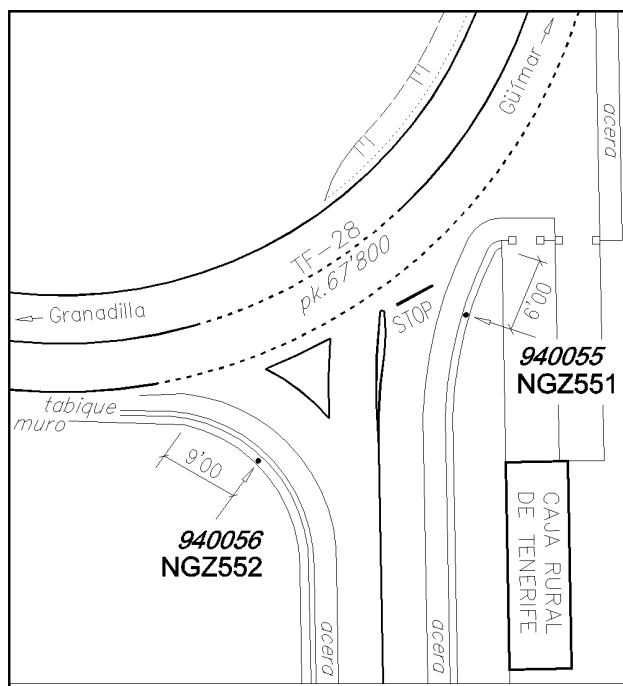 Güímar
acera
TF-28
pk.67'800
Granadilla
STOP
6'00
940055
NGZ551
tabique
muro
9'00
940056
NGZ552
CAJA RURAL
DE TENERIFE
acera
acera